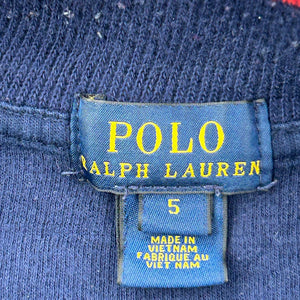 POLO
RALPH LAUREN
5
MADE IN
VIETNAM
FABRIQUE AU
VIET NAM